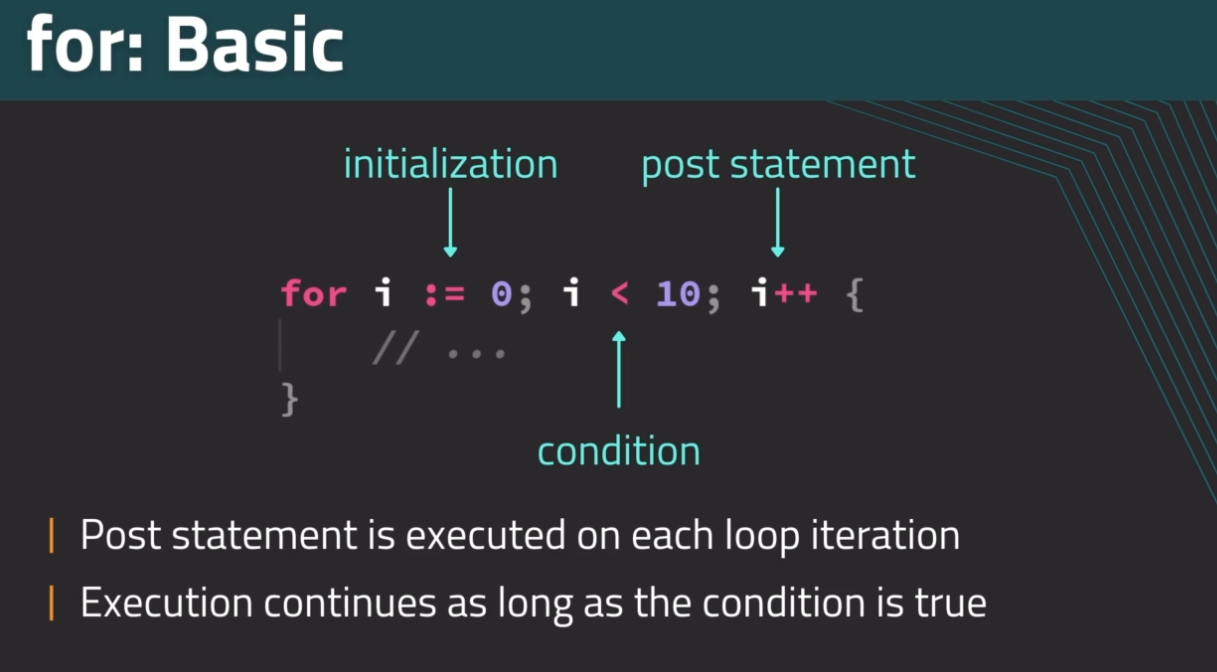 for: Basic
initialization post statement
for i := 0; i < 10; i++ {
// ...
}
condition
Post statement is executed on each loop iteration
Execution continues as long as the condition is true